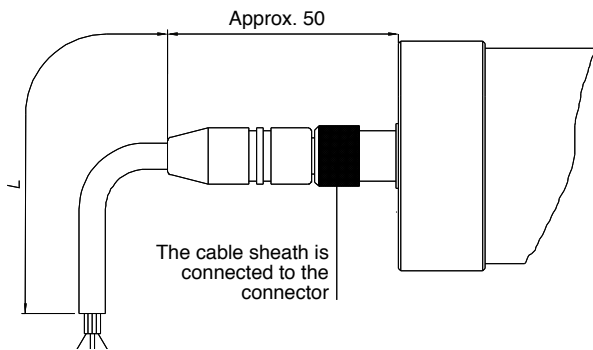 Approx. 50
L
The cable sheath is
connected to the
connector